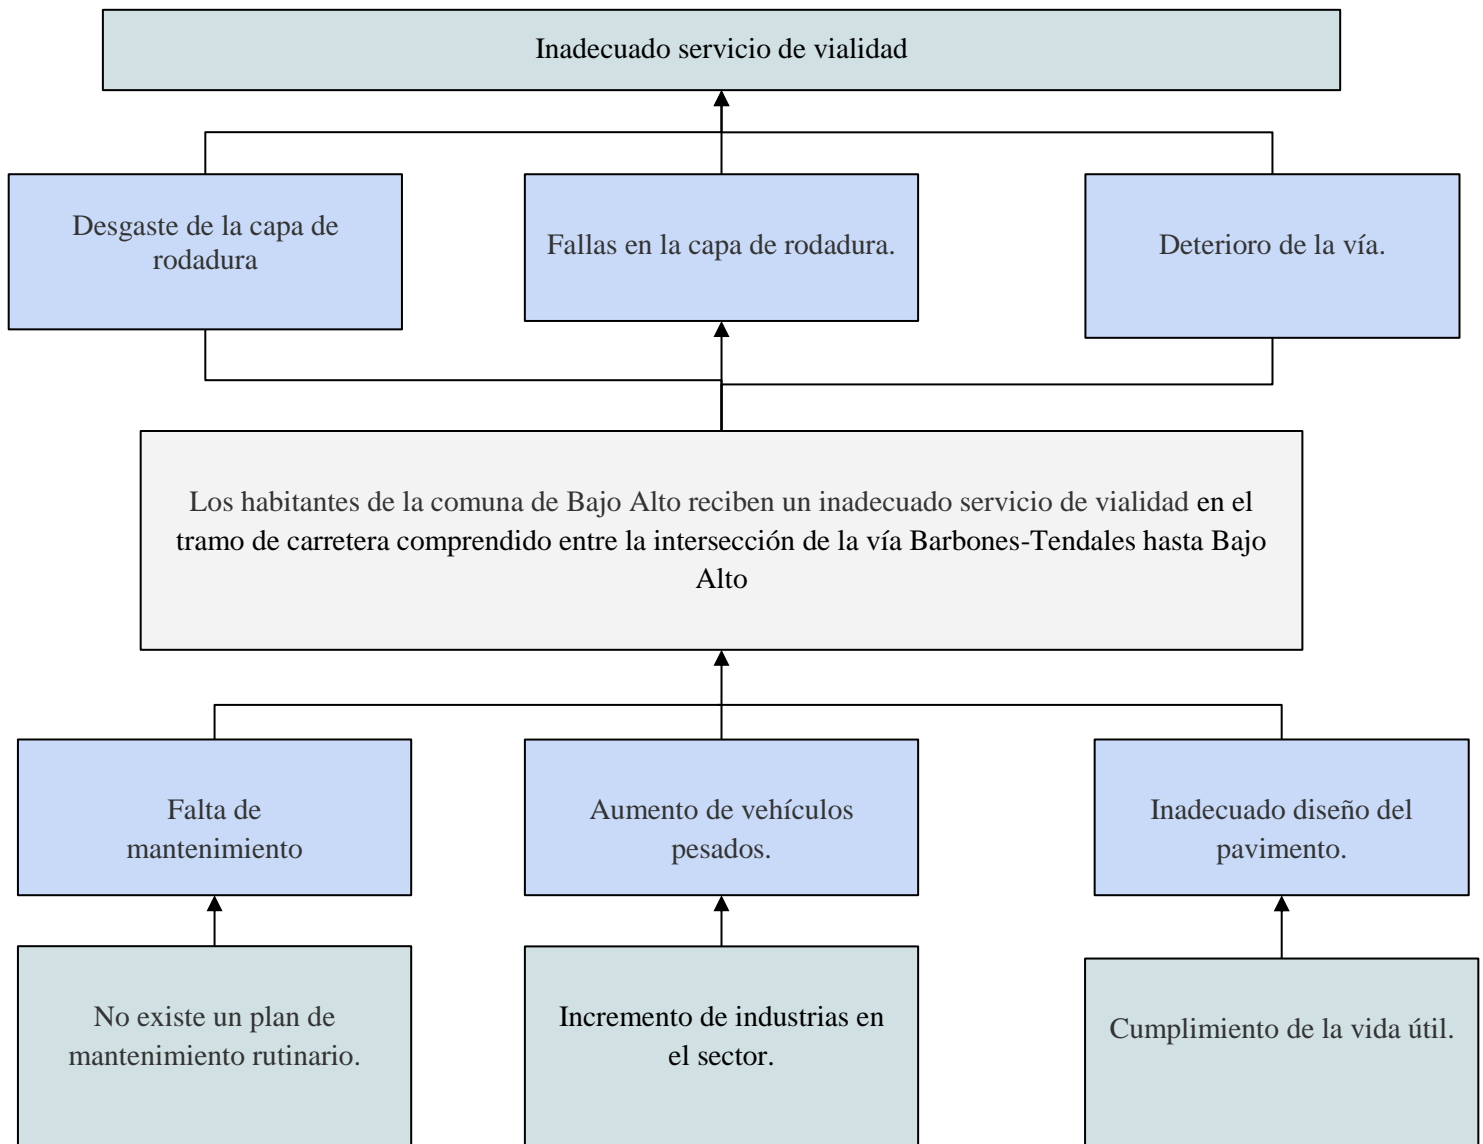 Inadecuado servicio de vialidad
Desgaste de la capa de
rodadura
Fallas en la capa de rodadura.
Deterioro de la vía.
Los habitantes de la comuna de Bajo Alto reciben un inadecuado servicio de vialidad en el
tramo de carretera comprendido entre la intersección de la vía Barbones-Tendales hasta Bajo
Alto
Falta de
mantenimiento
Aumento de vehículos
pesados.
Inadecuado diseño del
pavimento.
No existe un plan de
mantenimiento rutinario.
Incremento de industrias en
el sector.
Cumplimiento de la vida útil.